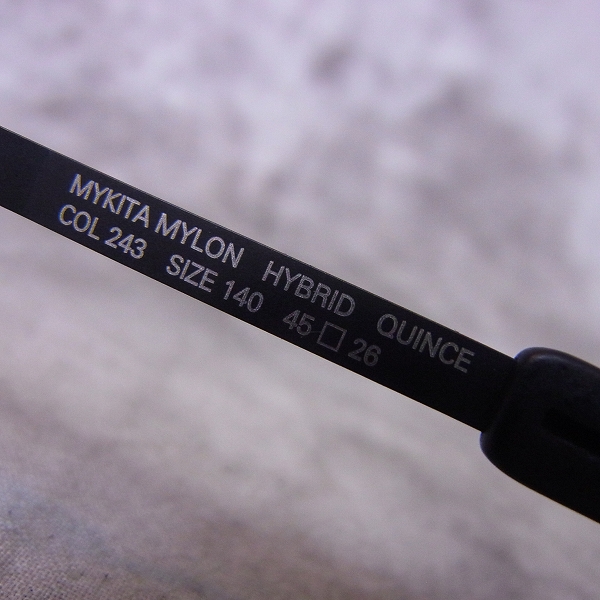 MYKITA MYLON HYBRID QUINCE
COL 243 SIZE 140 45□26